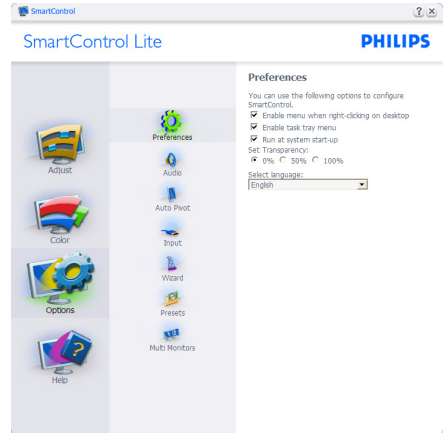 SmartControl
SmartControl Lite
PHILIPS
Adjust
Color
Options
Help
Preferences
Audio
Auto Pivot
Input
Wizard
Presets
Multi Monitors
Preferences
You can use the following options to configure
SmartControl.
Enable menu when right-clicking on desktop
Enable task tray menu
Run at system start-up
Set Transparency:
0% 50% 100%
Select language:
English